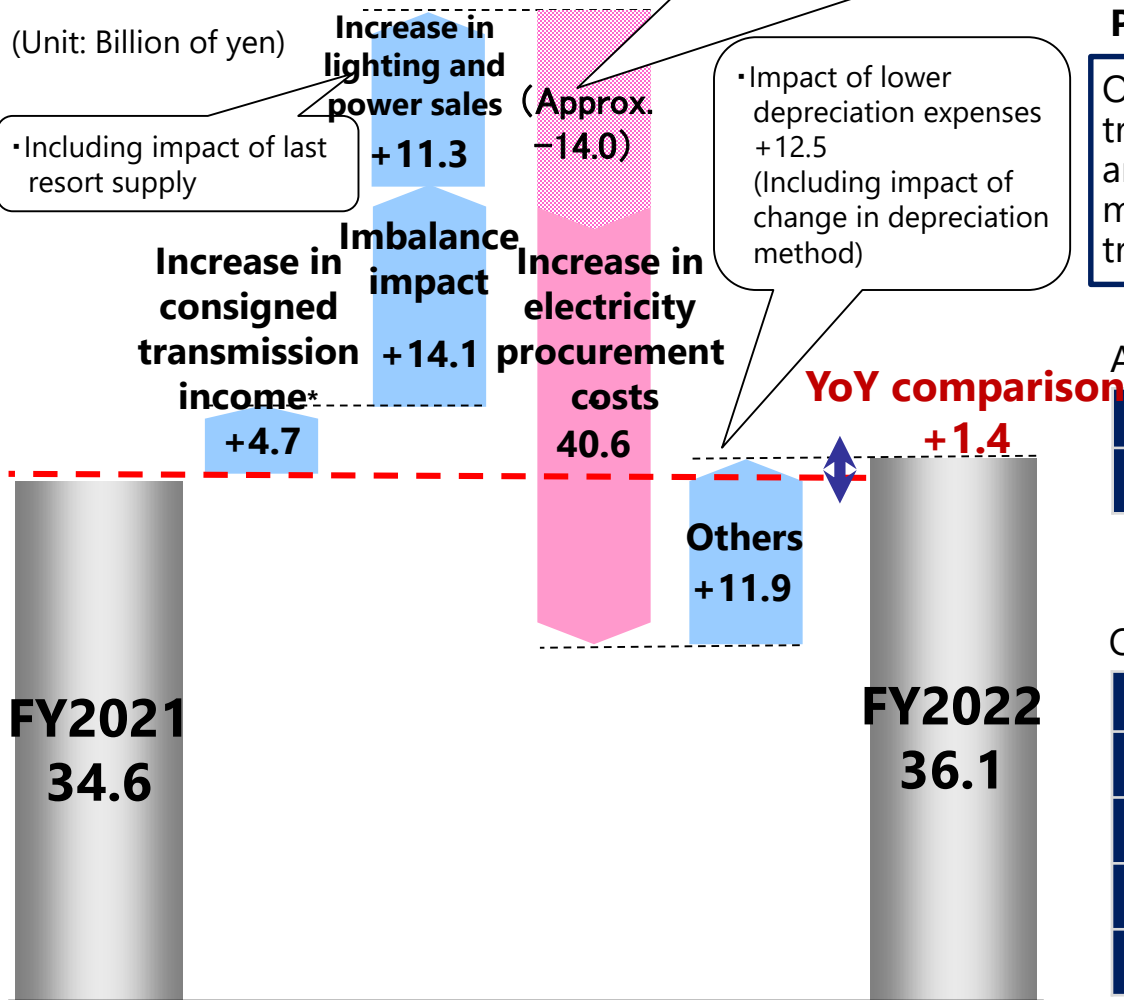 (Unit: Billion of yen)
Increase in
lighting and
power sales
+11.3
・Including impact of last
resort supply
(Approx.
-14.0)
・Impact of lower
depreciation expenses
+12.5
(Including impact of
change in depreciation
method)
Increase in
consigned
transmission
income*
+4.7
Imbalance
impact
+14.1
Increase in
electricity
procurement
costs
-
40.6
YoY comparison
+1.4
Others
+11.9
FY2021
34.6
FY2022
36.1